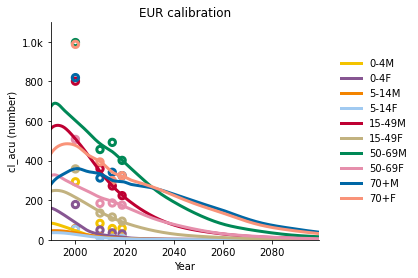 EUR calibration
cl_acu (number)
1.0k
800
600
400
200
0
2000
2020
2040
2060
2080
Year
0-4M
0-4F
5-14M
5-14F
15-49M
15-49F
50-69M
50-69F
70+M
70+F